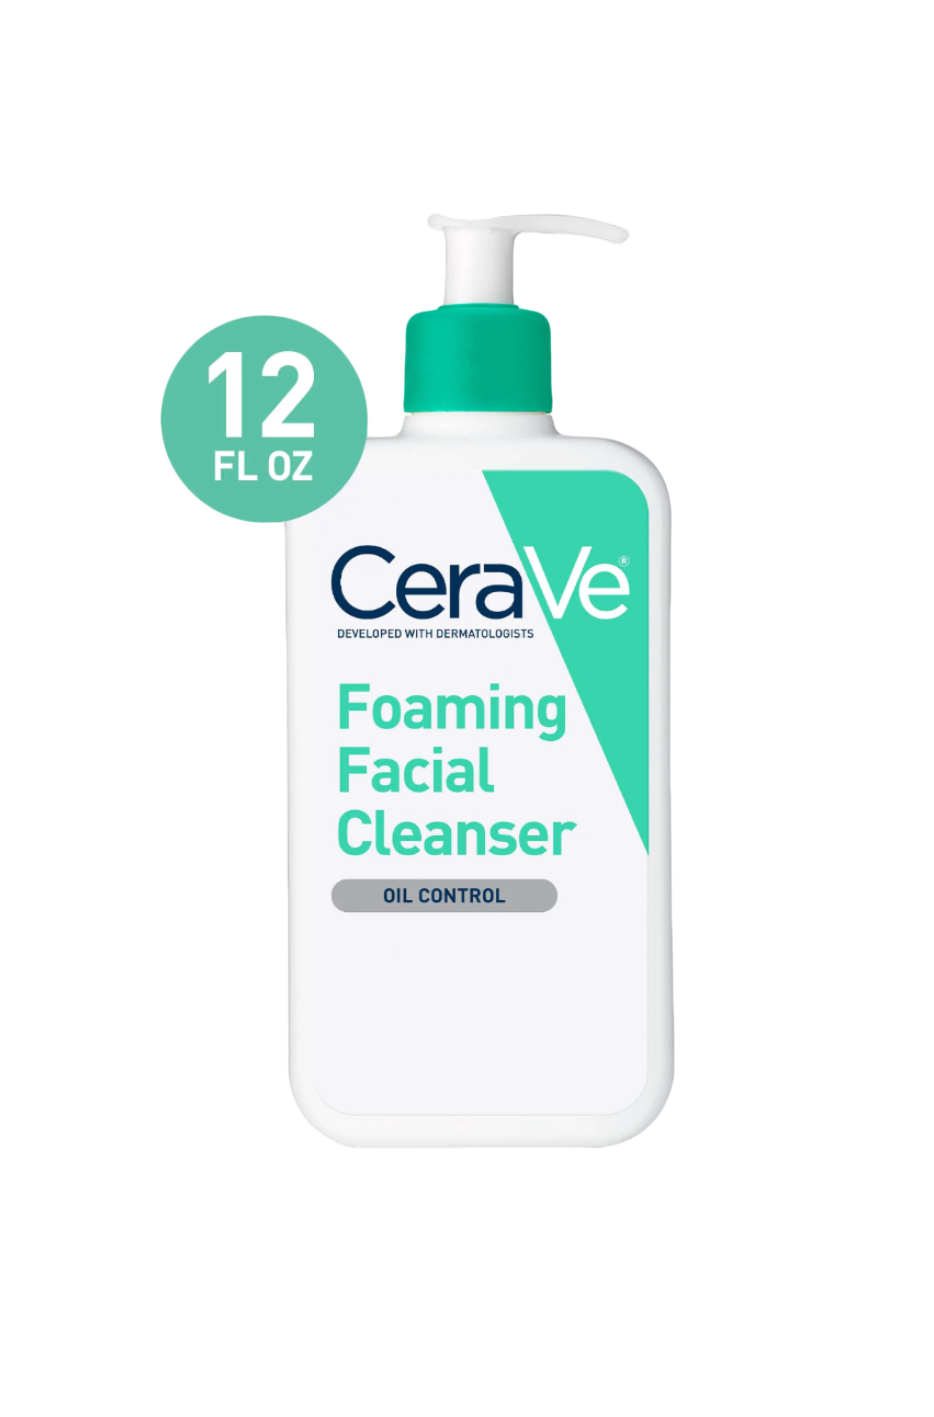 12
FL OZ
CeraVe®
DEVELOPED WITH DERMATOLOGISTS
Foaming
Facial
Cleanser
OIL CONTROL